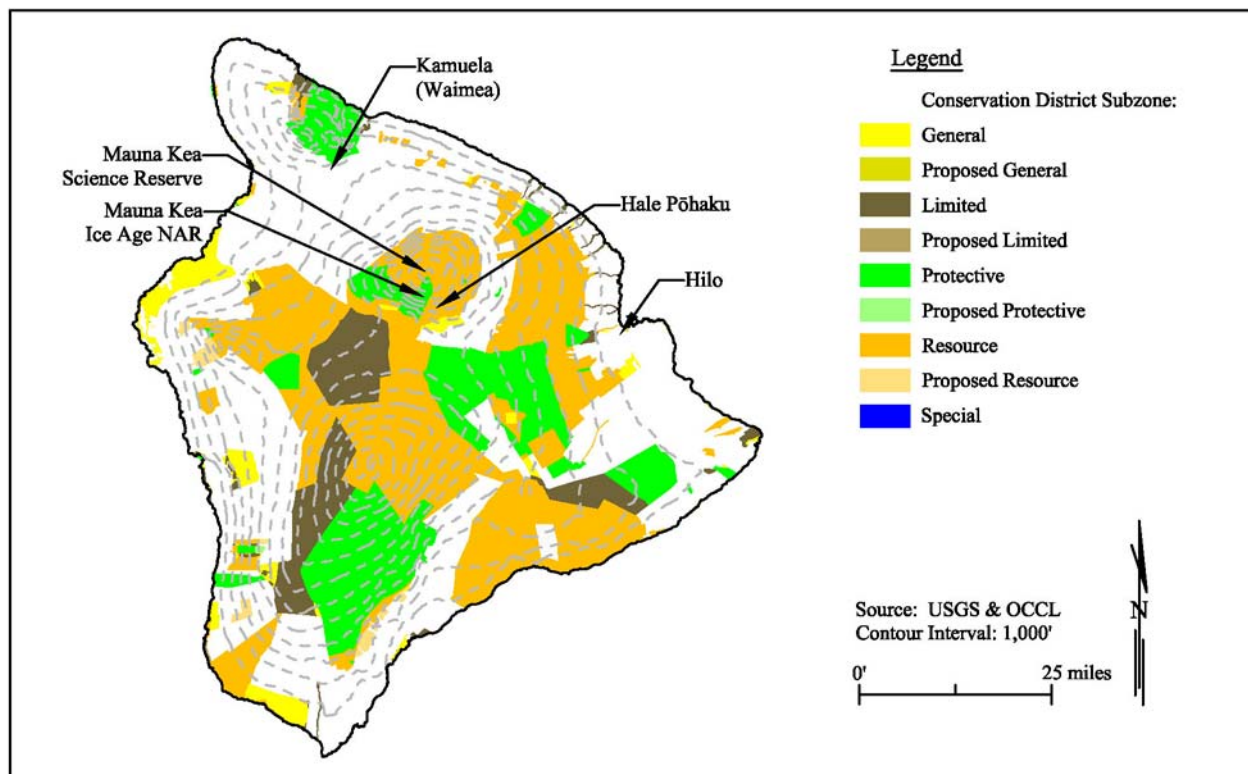 Kamuela
(Waimea)
Mauna Kea
Science Reserve
Mauna Kea
Ice Age NAR
Hale Pōhaku
Hilo
Legend
Conservation District Subzone:
General
Proposed General
Limited
Proposed Limited
Protective
Proposed Protective
Resource
Proposed Resource
Special
Source: USGS & OCCL
Contour Interval: 1,000'
0'
25 miles
N